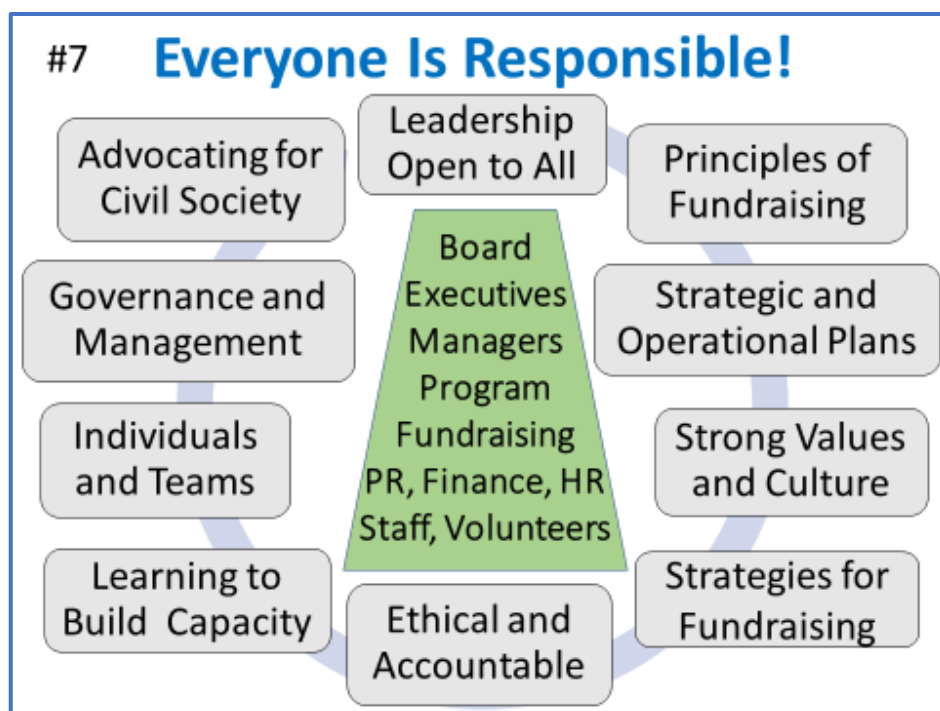 #7
Everyone Is Responsible!
Leadership
Open to All
Principles of
Fundraising
Strategic and
Operational Plans
Strong Values
and Culture
Strategies for
Fundraising
Ethical and
Accountable
Learning to
Build Capacity
Individuals
and Teams
Governance and
Management
Advocating for
Civil Society
Board
Executives
Managers
Program
Fundraising
PR, Finance, HR
Staff, Volunteers